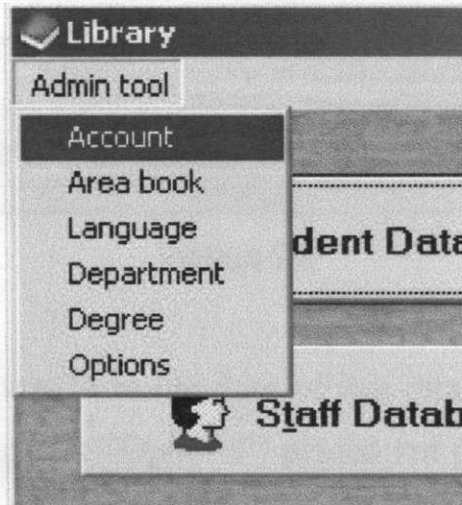 Library
Admin tool
Account
Area book
Language
Department
Degree
Options
dent Data
Staff Datab